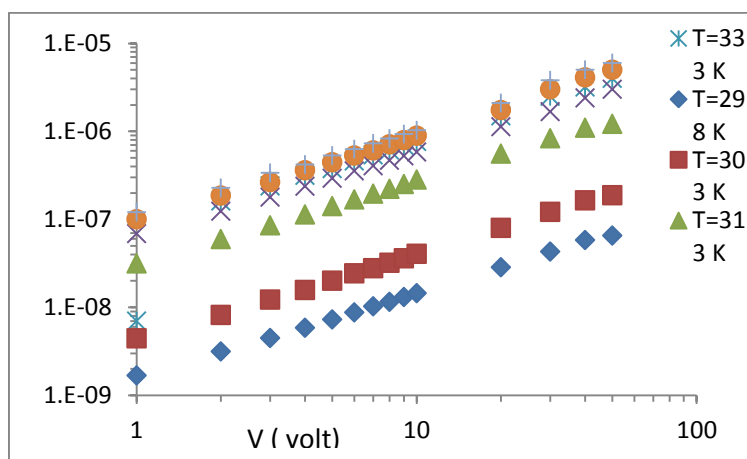 1.E-05
1.E-06
1.E-07
1.E-08
1.E-09
1
10
100
V ( volt)
T=33
3 K
T=29
8 K
T=30
3 K
T=31
3 K